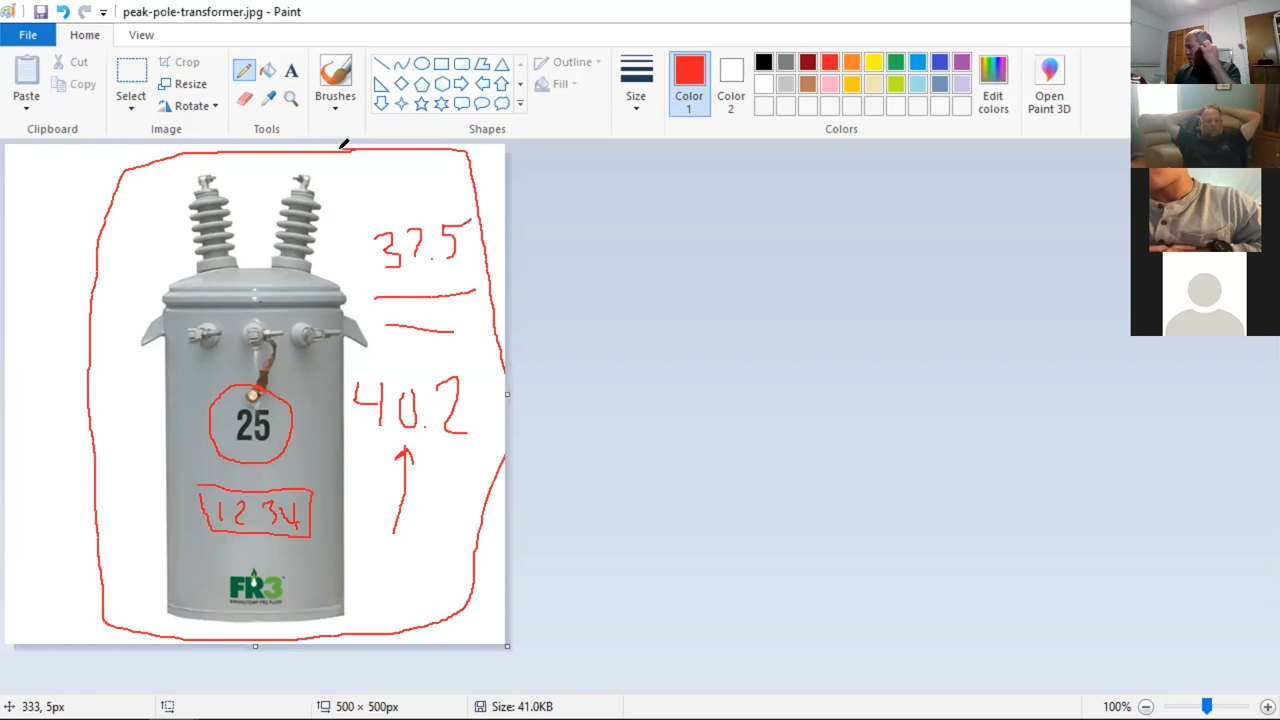 peak-pole-transformer.jpg - Paint
File
Home
View
Paste
Cut
Copy
Clipboard
Select
Crop
Resize
Rotate
Image
A
Tools
Brushes
Outline
Fill
Shapes
Size
Color
1
Color
2
Edit
colors
Colors
Open
Paint 3D
37.5
40.2
25
1234
FR3
333, 5px
500 × 500px
Size: 41.0KB
100%